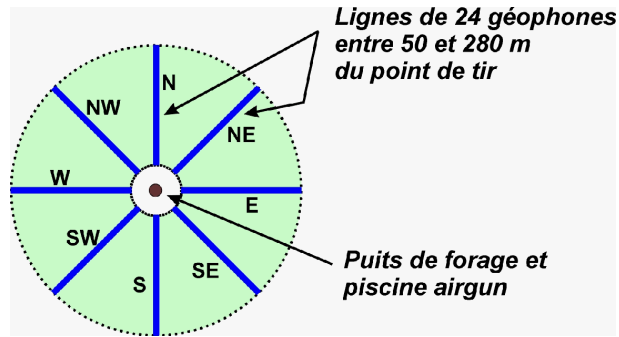 Lignes de 24 géophones
entre 50 et 280 m
du point de tir
N
NW
NE
W
E
SW
SE
S
Puits de forage et
piscine airgun